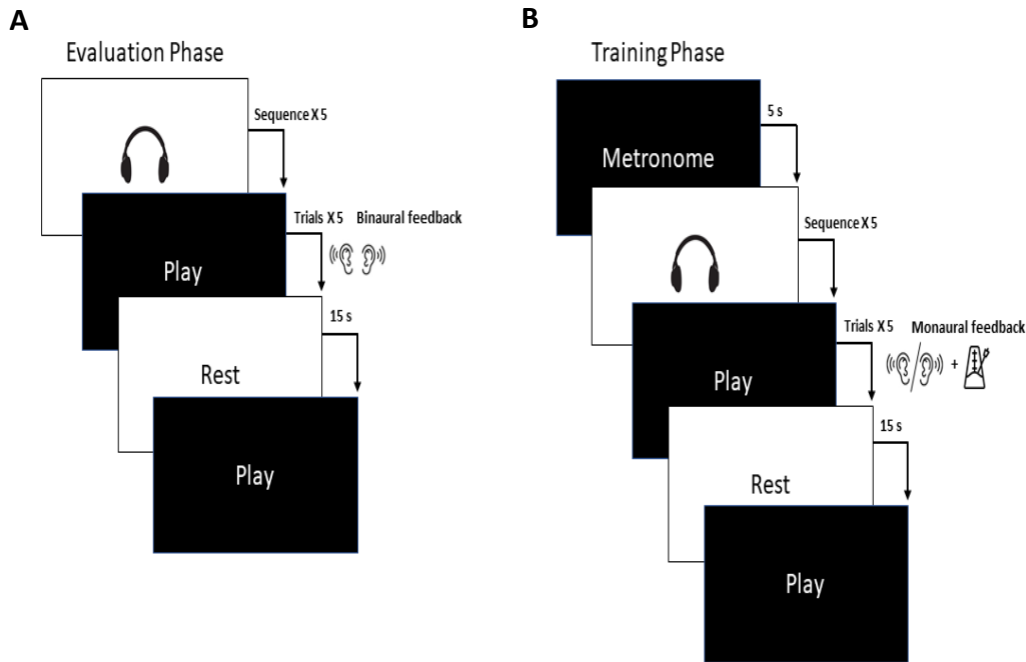 A
Evaluation Phase
Sequence X 5
Play
Trials X 5 Binaural feedback
15 s
Rest
Play
B
Training Phase
5 s
Metronome
Sequence X 5
Play
Trials X 5 Monaural feedback
+
15 s
Rest
Play